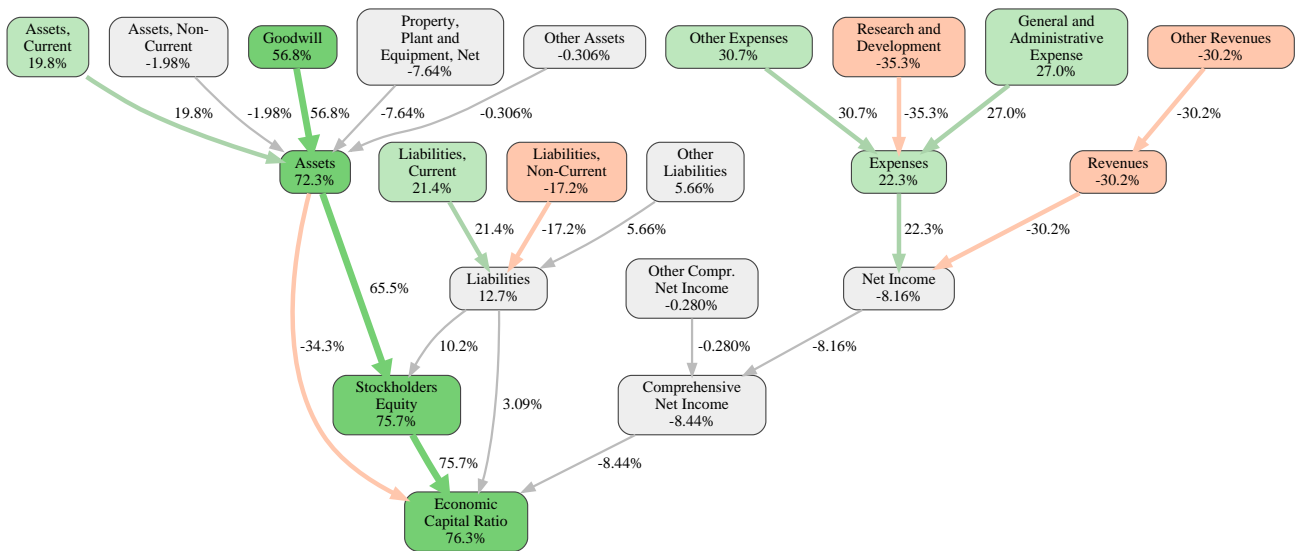 Assets,
Current
19.8%
Assets, Non-
Current
-1.98%
Goodwill
56.8%
Property,
Plant and
Equipment, Net
-7.64%
Other Assets
-0.306%
Other Expenses
30.7%
Research and
Development
-35.3%
General and
Administrative
Expense
27.0%
Other Revenues
-30.2%
19.8%
-1.98%
56.8%
-7.64%
-0.306%
30.7%
-35.3%
27.0%
-30.2%
Assets
72.3%
Liabilities,
Current
21.4%
Liabilities,
Non-Current
-17.2%
Other
Liabilities
5.66%
Expenses
22.3%
Revenues
-30.2%
21.4%
-17.2%
5.66%
22.3%
-30.2%
65.5%
Liabilities
12.7%
Other Compr.
Net Income
-0.280%
Net Income
-8.16%
-34.3%
10.2%
-0.280%
-8.16%
Stockholders
Equity
75.7%
3.09%
Comprehensive
Net Income
-8.44%
75.7%
-8.44%
Economic
Capital Ratio
76.3%